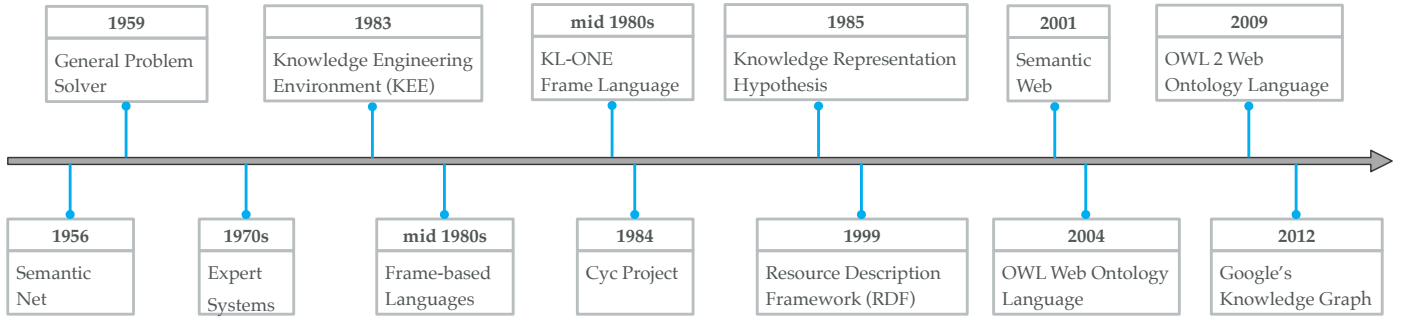 1959
General Problem
Solver
1983
Knowledge Engineering
Environment (KEE)
mid 1980s
KL-ONE
Frame Language
1985
Knowledge Representation
Hypothesis
2001
Semantic
Web
2009
OWL 2 Web
Ontology Language
1956
Semantic
Net
1970s
Expert
Systems
mid 1980s
Frame-based
Languages
1984
Cyc Project
1999
Resource Description
Framework (RDF)
2004
OWL Web Ontology
Language
2012
Google’s
Knowledge Graph